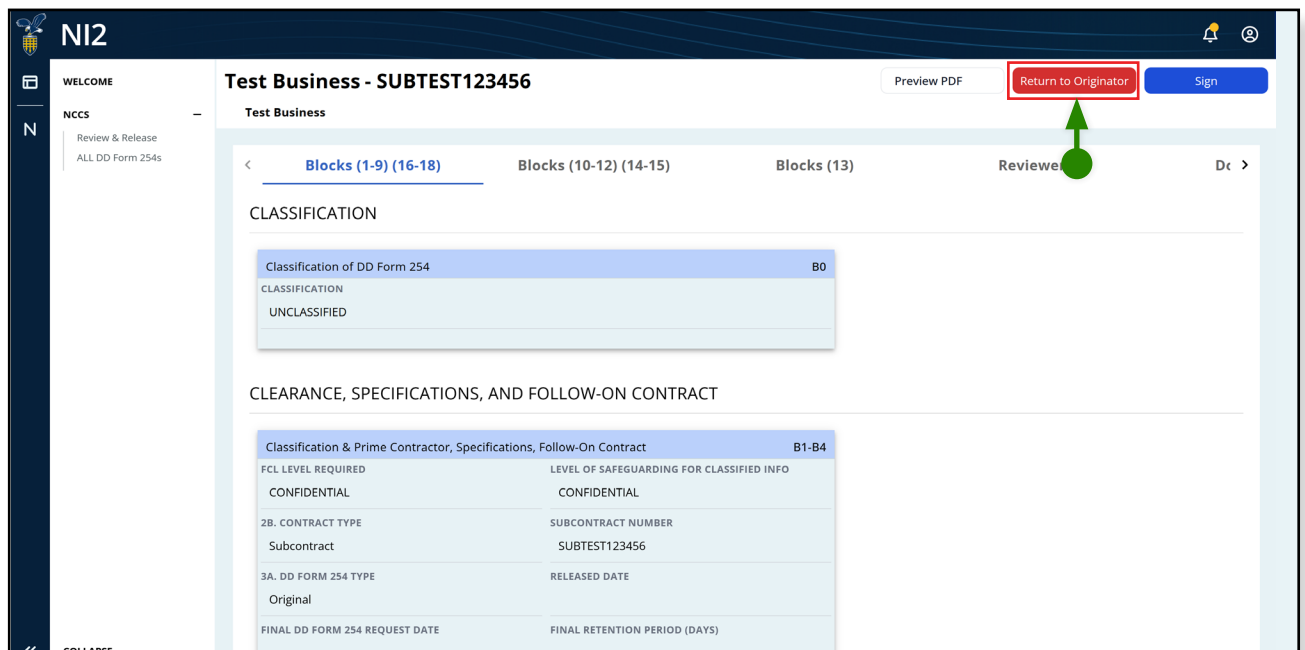 NI2
WELCOME
NCCS
Review & Release
ALL DD Form 254s
N
Test Business - SUBTEST123456
Preview PDF
Return to Originator
Sign
Test Business
Blocks (1-9) (16-18)
Blocks (10-12) (14-15)
Blocks (13)
CLASSIFICATION
Classification of DD Form 254 B0
CLASSIFICATION
UNCLASSIFIED
CLEARANCE, SPECIFICATIONS, AND FOLLOW-ON CONTRACT
Classification & Prime Contractor, Specifications, Follow-On Contract B1-B4
FCL LEVEL REQUIRED LEVEL OF SAFEGUARDING FOR CLASSIFIED INFO
CONFIDENTIAL CONFIDENTIAL
2B. CONTRACT TYPE SUBCONTRACT NUMBER
Subcontract SUBTEST123456
3A. DD FORM 254 TYPE RELEASED DATE
Original
FINAL DD FORM 254 REQUEST DATE FINAL RETENTION PERIOD (DAYS)
COLLAPSE